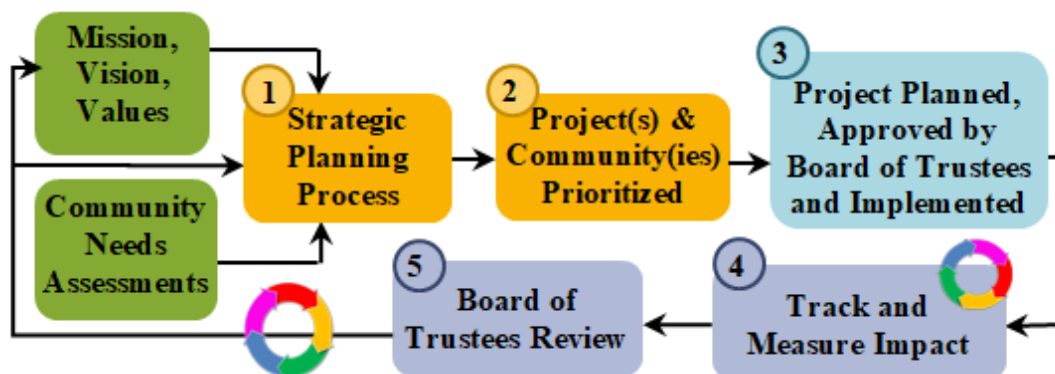 Mission,
Vision,
Values
1
Strategic
Planning
Process
2
Project(s) &
Community(ies)
Prioritized
3
Project Planned,
Approved by
Board of Trustees
and Implemented
Community
Needs
Assessments
4
Track and
Measure Impact
5
Board of
Trustees Review